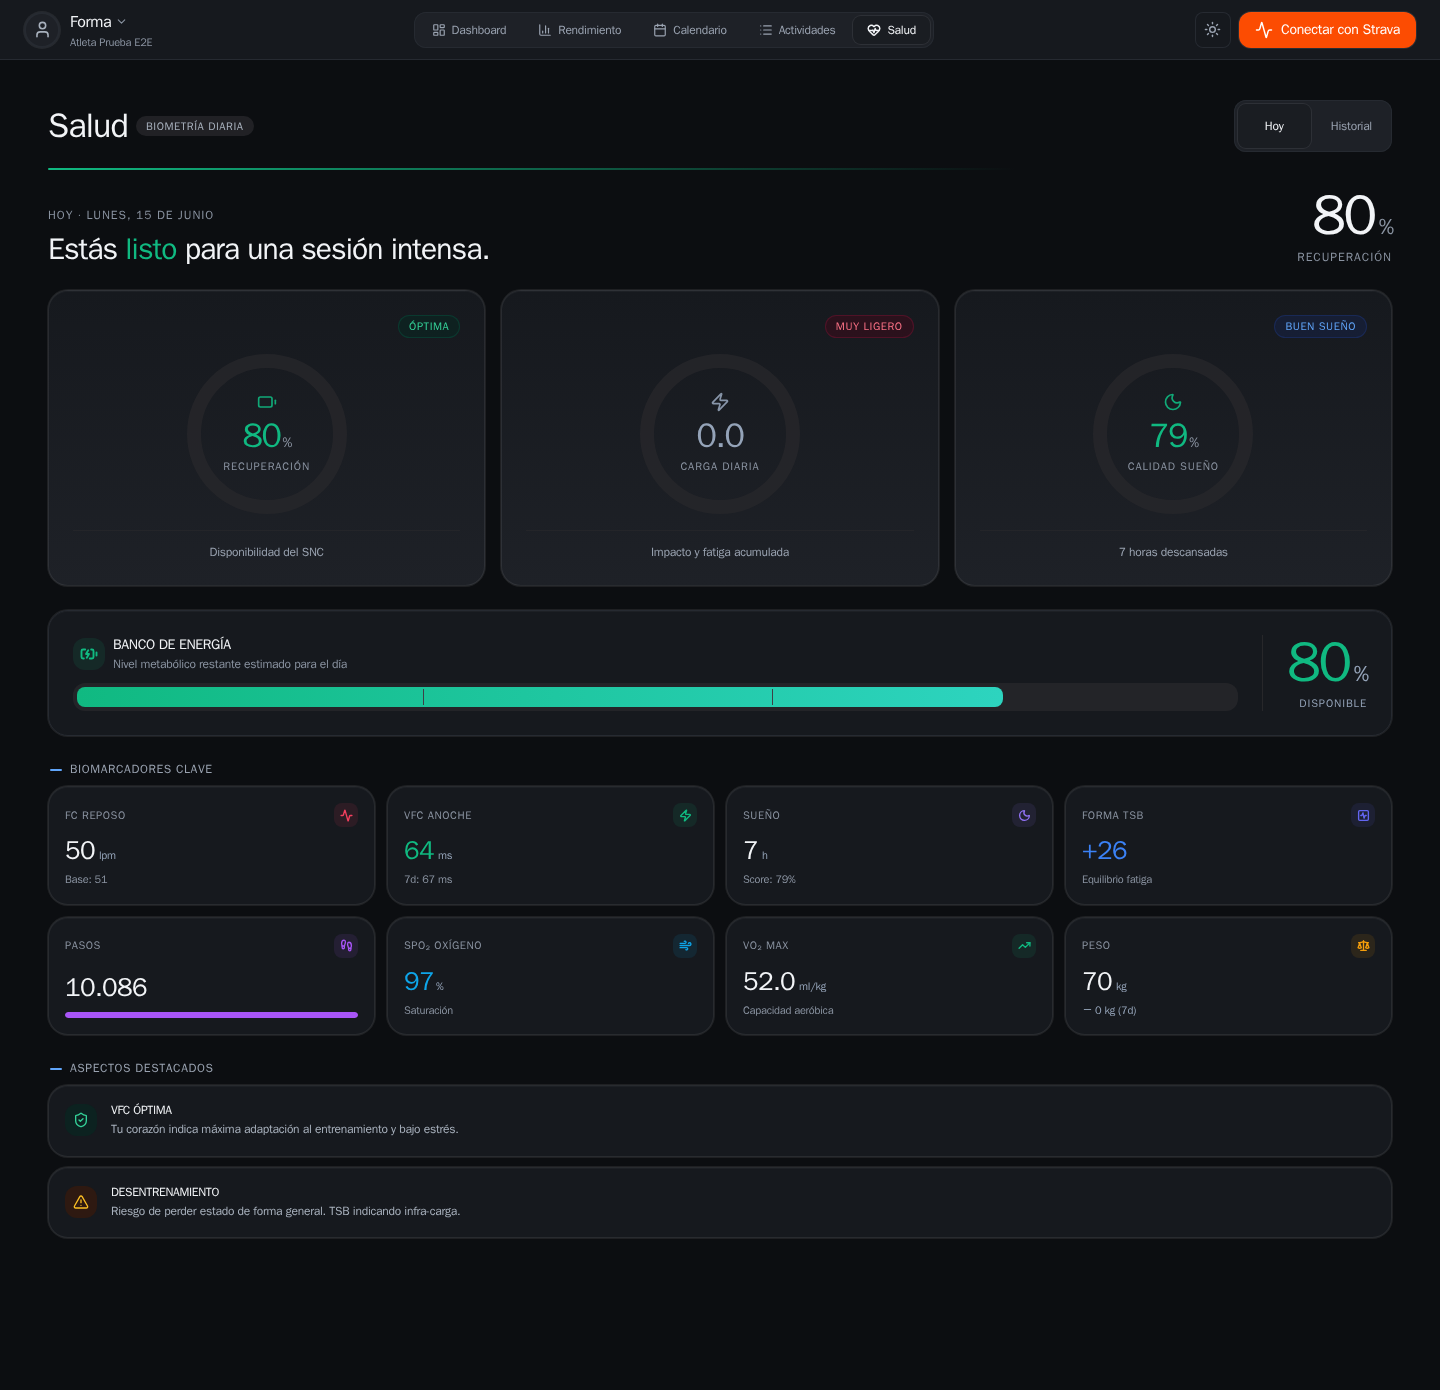 Forma
Atleta Prueba E2E
Dashboard
Rendimiento
Calendario
Actividades
Salud
Conectar con Strava
Salud
BIOMETRÍA DIARIA
Hoy
Historial
HOY · LUNES, 15 DE JUNIO
Estás listo para una sesión intensa.
80%
RECUPERACIÓN
ÓPTIMA
80%
RECUPERACIÓN
Disponibilidad del SNC
MUY LIGERO
0.0
CARGA DIARIA
Impacto y fatiga acumulada
BUEN SUEÑO
79%
CALIDAD SUEÑO
7 horas descansadas
BANCO DE ENERGÍA
Nivel metabólico restante estimado para el día
80%
DISPONIBLE
BIOMARCADORES CLAVE
FC REPOSO
50 lpm
Base: 51
VFC ANOCHE
64 ms
7d: 67 ms
SUEÑO
7 h
Score: 79%
FORMA TSB
+26
Equilibrio fatiga
PASOS
10.086
SPO₂ OXÍGENO
97 %
Saturación
VO₂ MAX
52.0 ml/kg
Capacidad aeróbica
PESO
70 kg
— 0 kg (7d)
ASPECTOS DESTACADOS
VFC ÓPTIMA
Tu corazón indica máxima adaptación al entrenamiento y bajo estrés.
DESENTRENAMIENTO
Riesgo de perder estado de forma general. TSB indicando infra-carga.